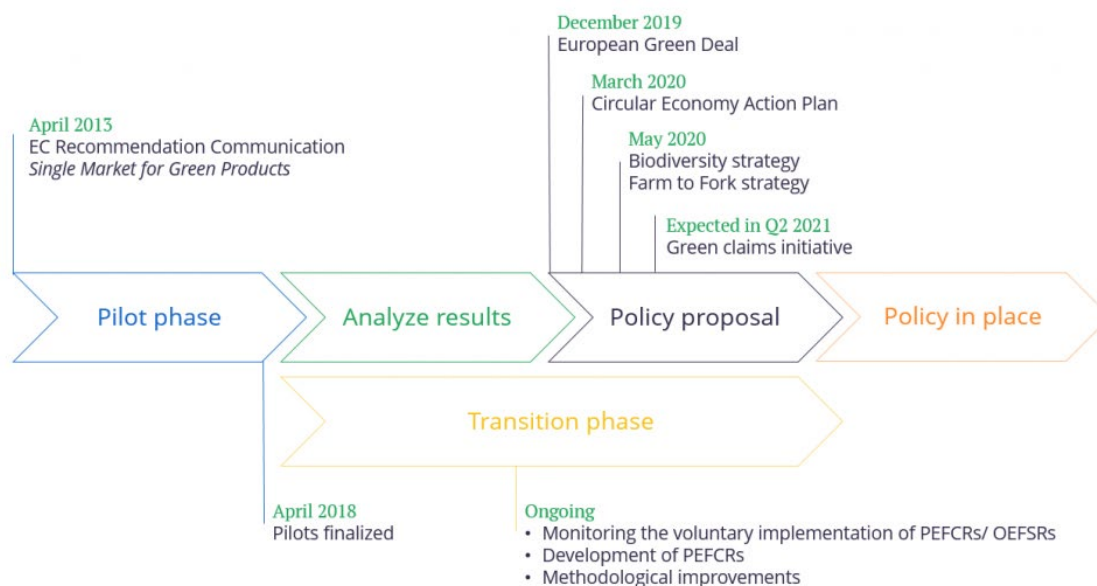 December 2019
European Green Deal
March 2020
Circular Economy Action Plan
April 2013
EC Recommendation Communication
Single Market for Green Products
May 2020
Biodiversity strategy
Farm to Fork strategy
Expected in Q2 2021
Green claims initiative
Pilot phase
Analyze results
Policy proposal
Policy in place
Transition phase
April 2018
Pilots finalized
Ongoing
• Monitoring the voluntary implementation of PEFCRs/ OEFSRs
• Development of PEFCRs
• Methodological improvements